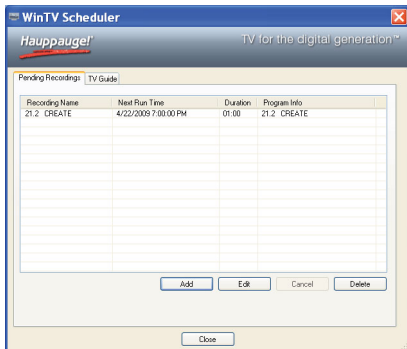 WinTV Scheduler
Hauppauge! TV for the digital generation™
Pending Recordings TV Guide
Recording Name Next Run Time Duration Program Info
21.2 CREATE 4/22/2009 7:00:00 PM 01:00 21.2 CREATE
Add Edit Cancel Delete
Close